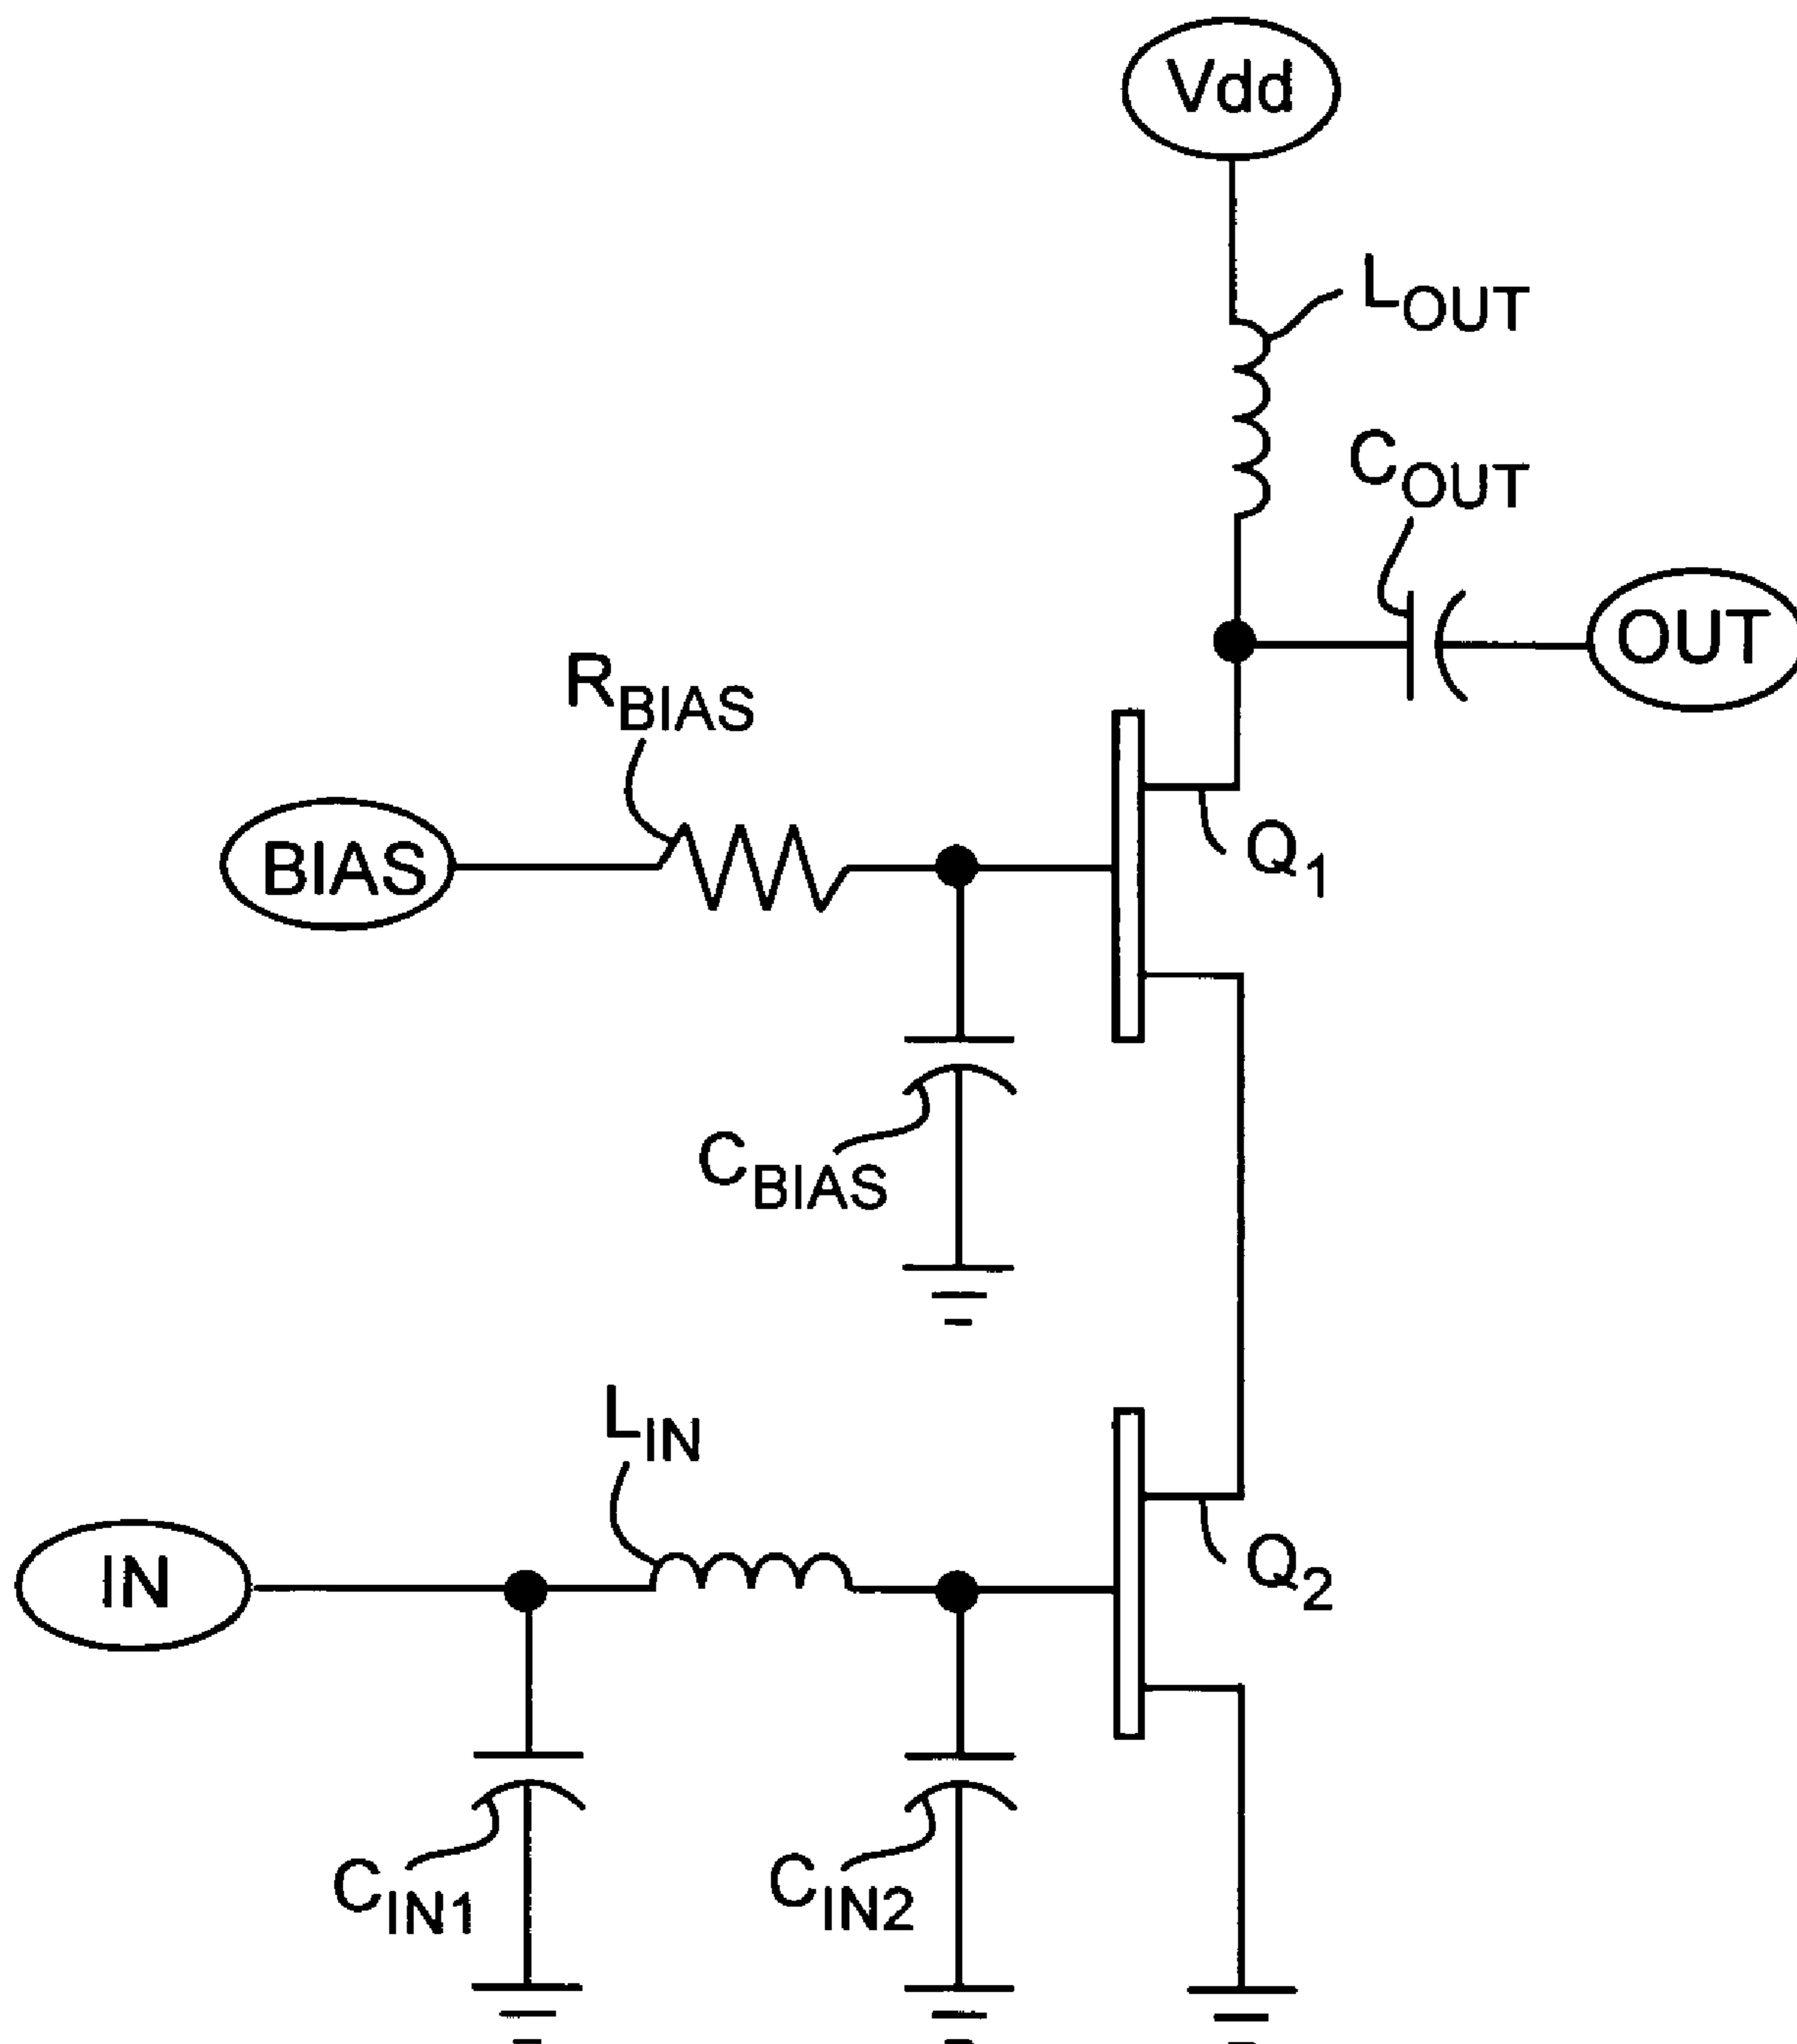 Vdd
LOUT
COUT
OUT
RBIAS
BIAS
Q1
CBIAS
LIN
IN
Q2
CIN1
CIN2